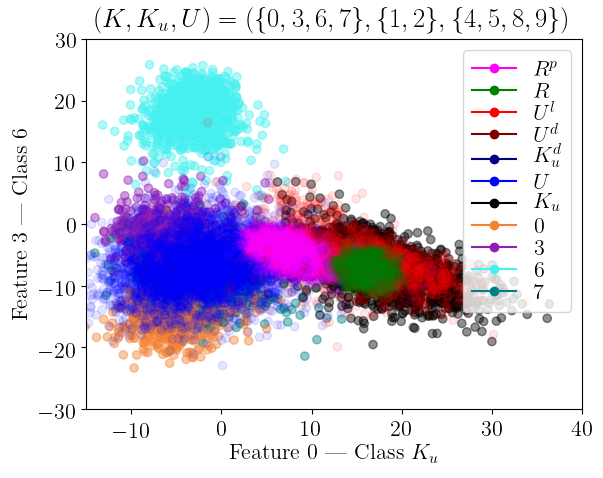 (K, K_u, U) = ({0, 3, 6, 7}, {1, 2}, {4, 5, 8, 9})
30
20
10
0
−10
−20
−30
Feature 3 — Class 6
R^p
R
U^l
U^d
K_u^d
U
K_u
0
3
6
7
−10
0
10
20
30
40
Feature 0 — Class K_u